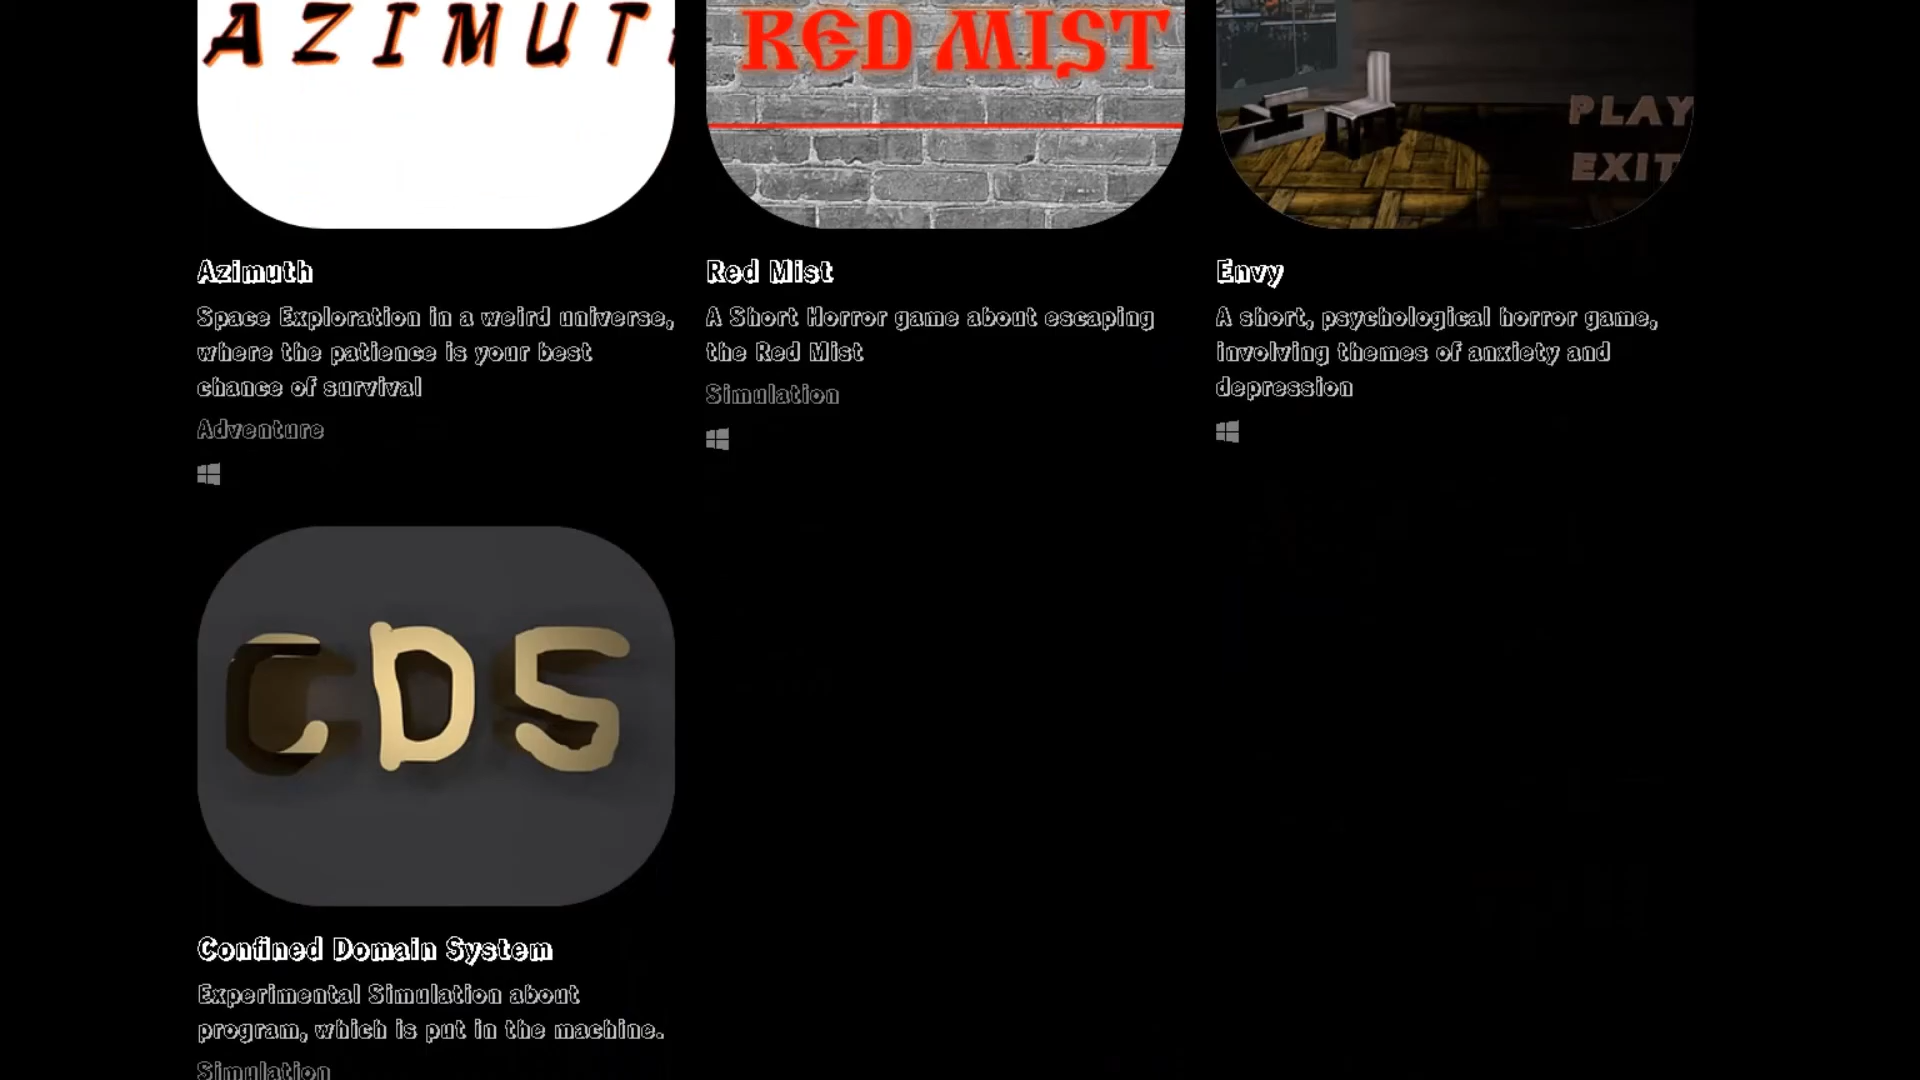 AZIMUTH
RED MIST
PLAY
EXIT
Azimuth
Space Exploration in a weird universe,
where the patience is your best
chance of survival
Adventure
Red Mist
A Short Horror game about escaping
the Red Mist
Simulation
Envy
A short, psychological horror game,
involving themes of anxiety and
depression
CDS
Confined Domain System
Experimental Simulation about
program, which is put in the machine.
Simulation